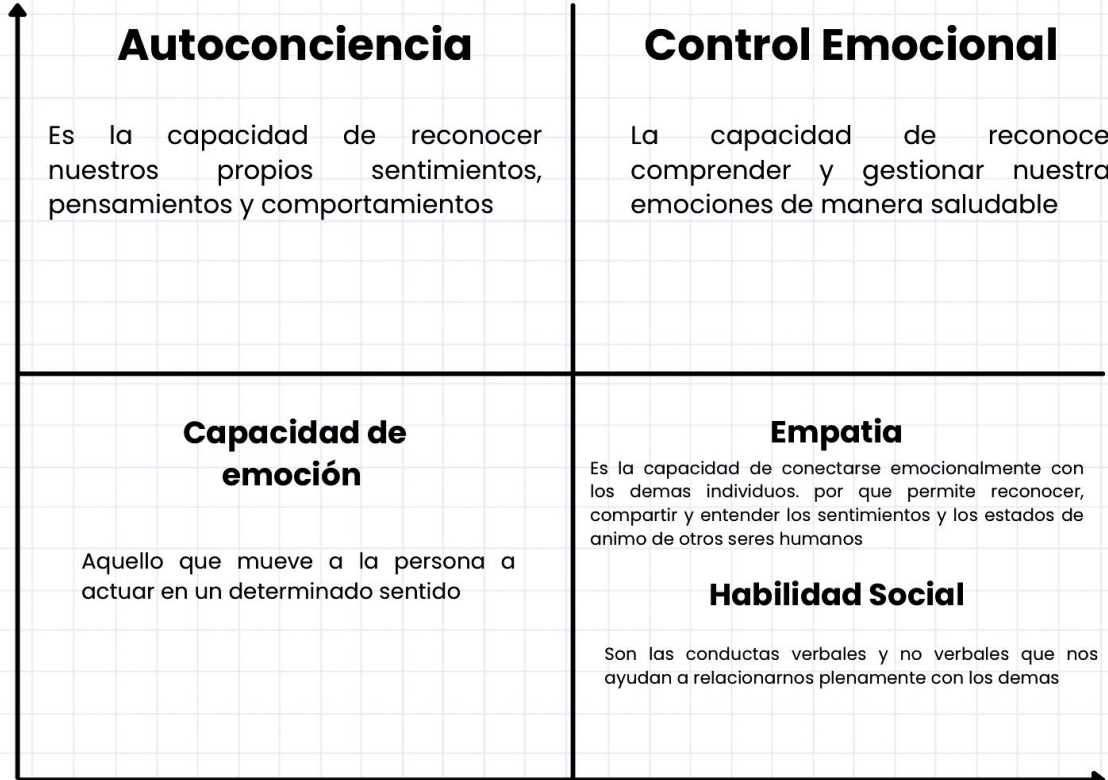 Autoconciencia
Es la capacidad de reconocer
nuestros propios sentimientos,
pensamientos y comportamientos
Control Emocional
La capacidad de reconoce
comprender y gestionar nuestra
emociones de manera saludable
Capacidad de
emoción
Aquello que mueve a la persona a
actuar en un determinado sentido
Empatia
Es la capacidad de conectarse emocionalmente con
los demas individuos. por que permite reconocer,
compartir y entender los sentimientos y los estados de
animo de otros seres humanos
Habilidad Social
Son las conductas verbales y no verbales que nos
ayudan a relacionarnos plenamente con los demas